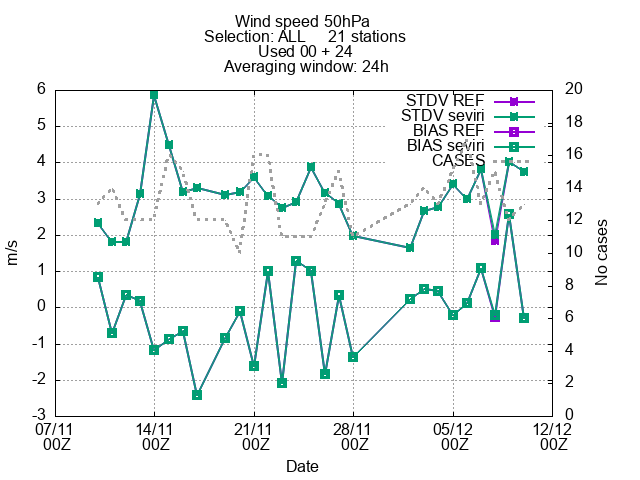 Wind speed 50hPa
Selection: ALL 21 stations
Used 00 + 24
Averaging window: 24h
STDV REF
STDV seviri
BIAS REF
BIAS seviri
CASES
6
5
4
3
2
1
0
-1
-2
-3
m/s
20
18
16
14
12
10
8
6
4
2
0
No cases
07/11 14/11 21/11 28/11 05/12 12/12
00Z 00Z 00Z 00Z 00Z 00Z
Date